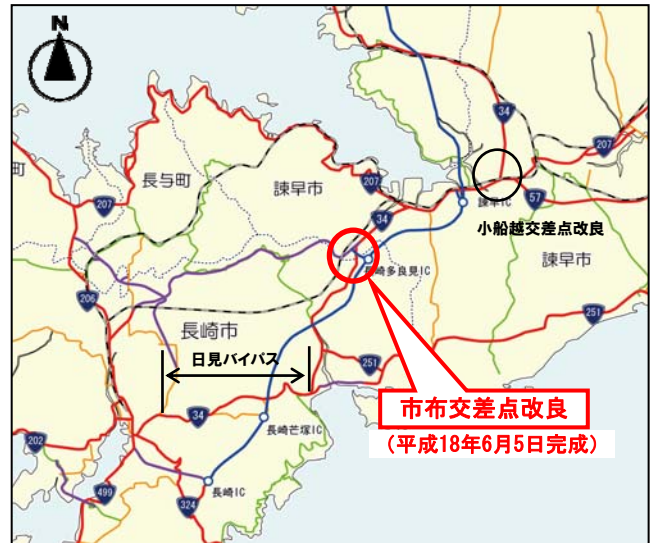 N
34
207
町
長与町
諫早市
207
207
34
諫早IC
57
小船越交差点改良
諫早市
長崎多良見IC
206
長崎市
251
日見バイパス
251
市布交差点改良
(平成18年6月5日完成)
34
長崎芒塚IC
202
長崎IC
499
324